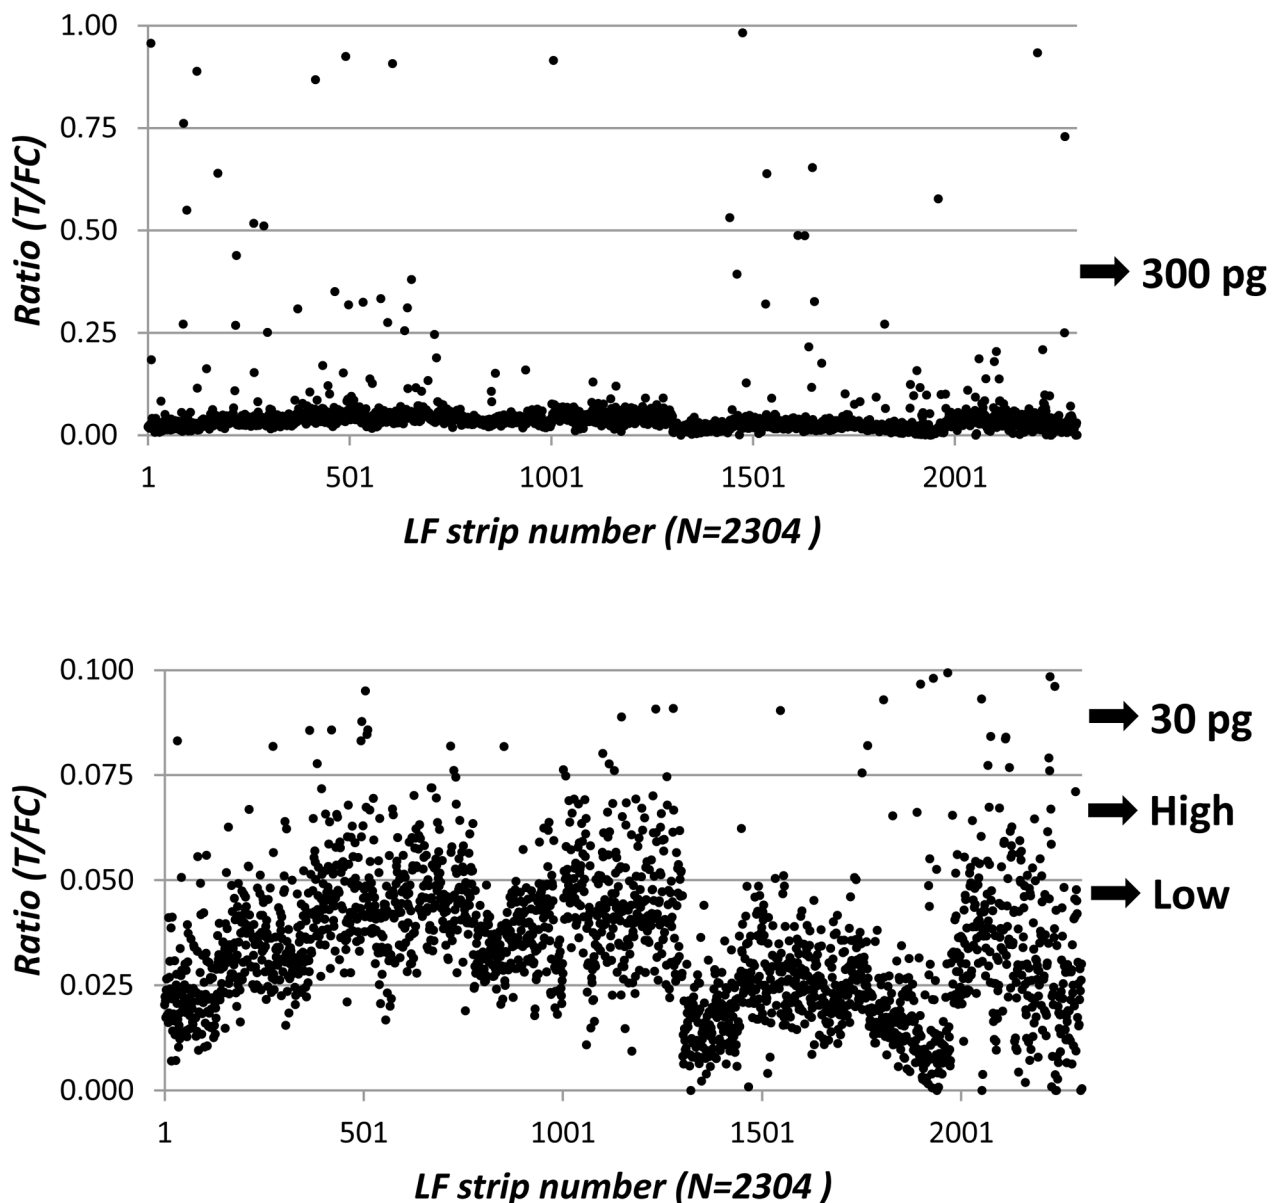 1.00
0.75
0.50
0.25
0.00
Ratio (T/FC)
1 501 1001 1501 2001
LF strip number (N=2304 )
300 pg
0.100
0.075
0.050
0.025
0.000
Ratio (T/FC)
1 501 1001 1501 2001
LF strip number (N=2304 )
30 pg
High
Low